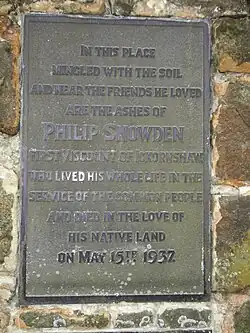 IN THIS PLACE
MINGLED WITH THE SOIL
AND NEAR THE FRIENDS HE LOVED
ARE THE ASHES OF
PHILIP SNOWDEN
FIRST VISCOUNT OF ICKORNSHAW
WHO LIVED HIS WHOLE LIFE IN THE
SERVICE OF THE COMMON PEOPLE
AND DIED IN THE LOVE OF
HIS NATIVE LAND
ON MAY 15TH 1937